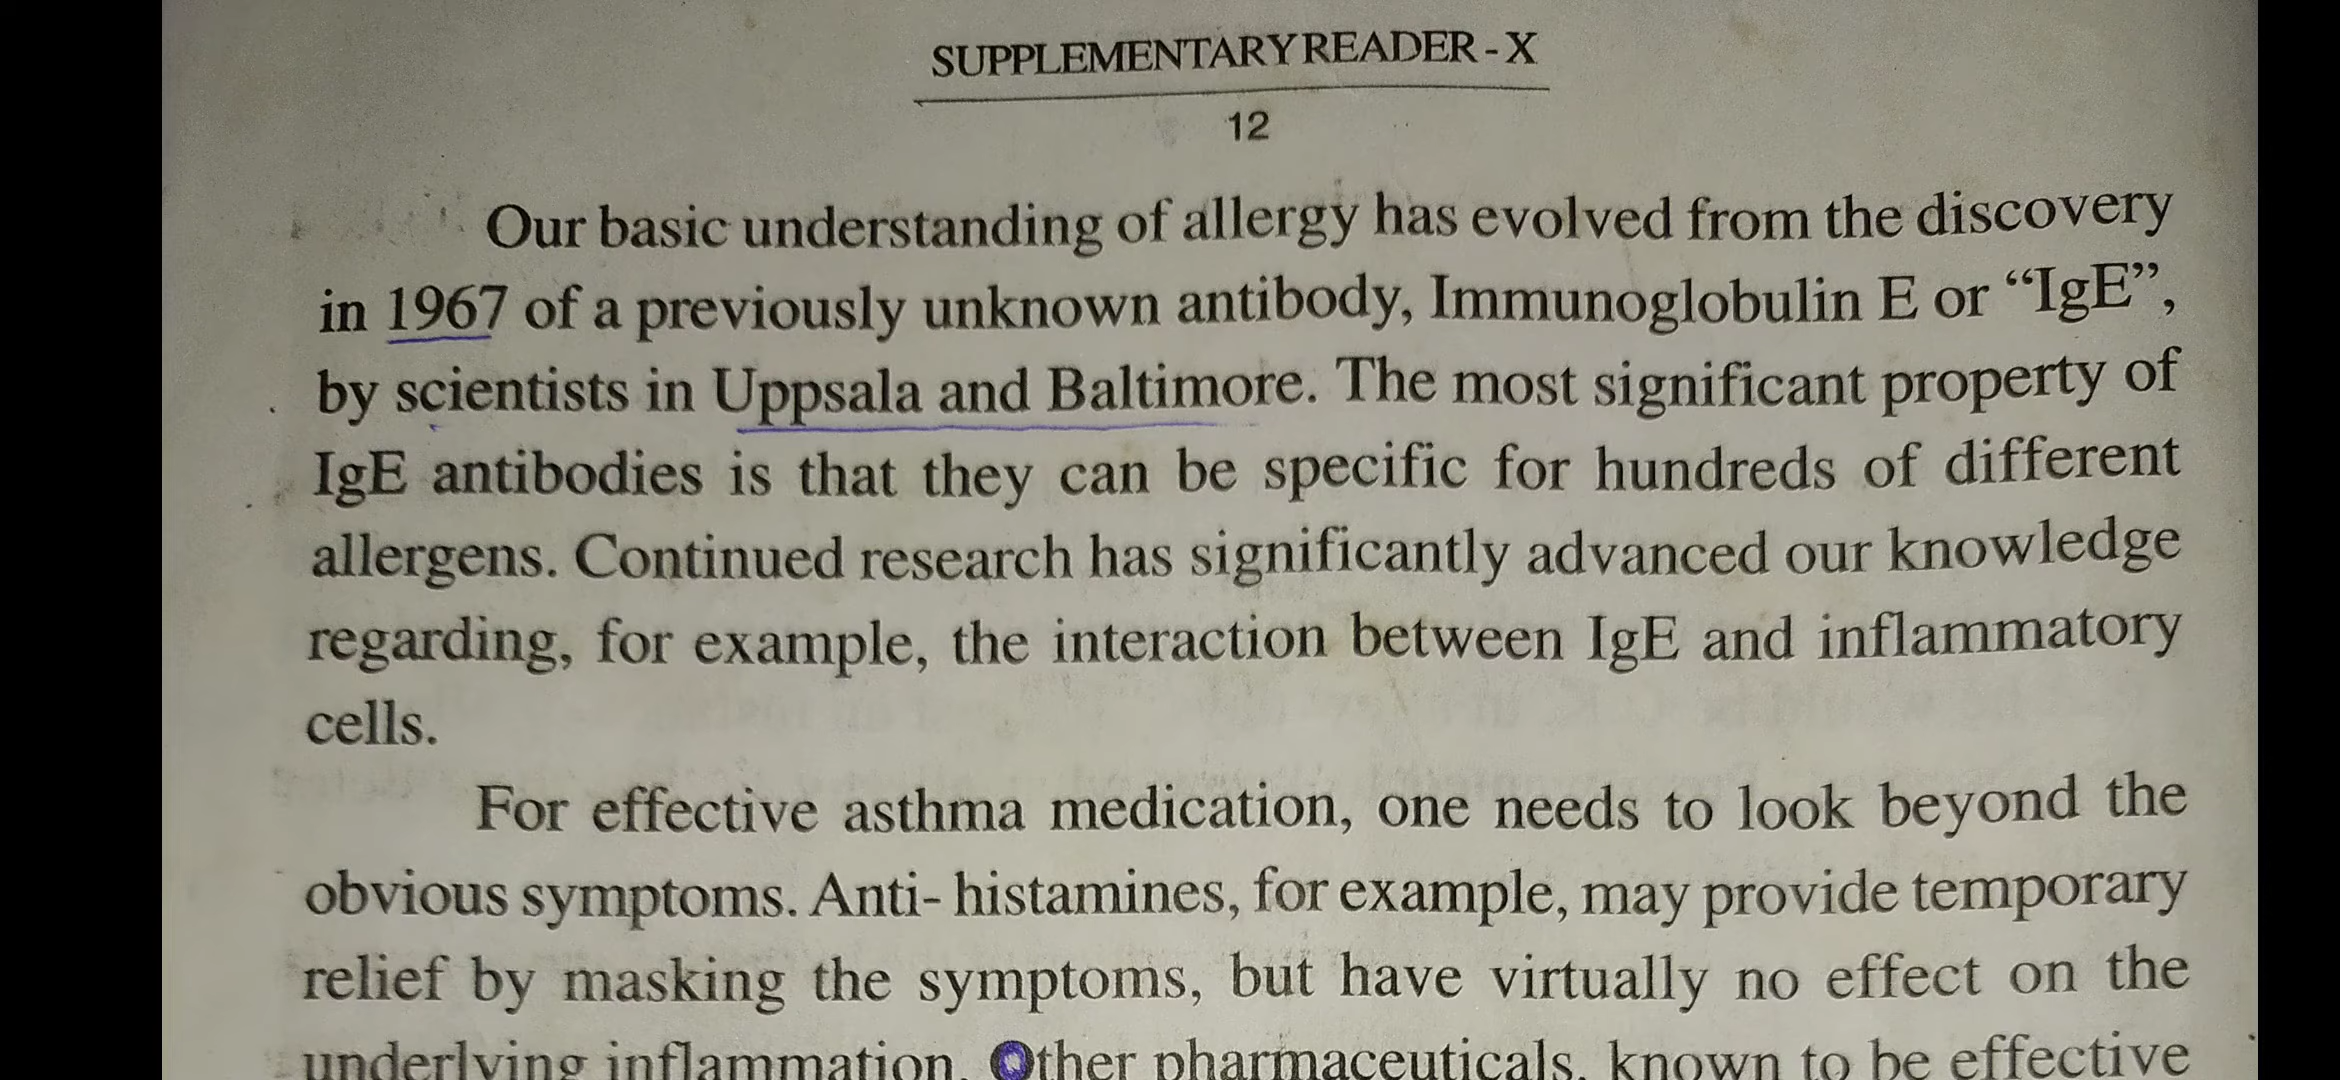 SUPPLEMENTARY READER - X
12
Our basic understanding of allergy has evolved from the discovery
in 1967 of a previously unknown antibody, Immunoglobulin E or “IgE”,
by scientists in Uppsala and Baltimore. The most significant property of
IgE antibodies is that they can be specific for hundreds of different
allergens. Continued research has significantly advanced our knowledge
regarding, for example, the interaction between IgE and inflammatory
cells.
For effective asthma medication, one needs to look beyond the
obvious symptoms. Anti- histamines, for example, may provide temporary
relief by masking the symptoms, but have virtually no effect on the
underlying inflammation. Other pharmaceuticals, known to be effective